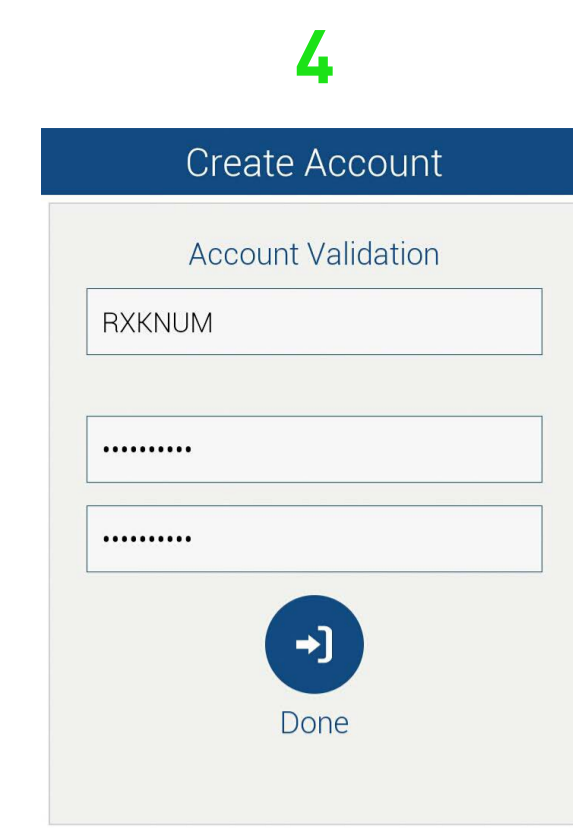 4
Create Account
Account Validation
RXKNUM
••••••••••
••••••••••
Done